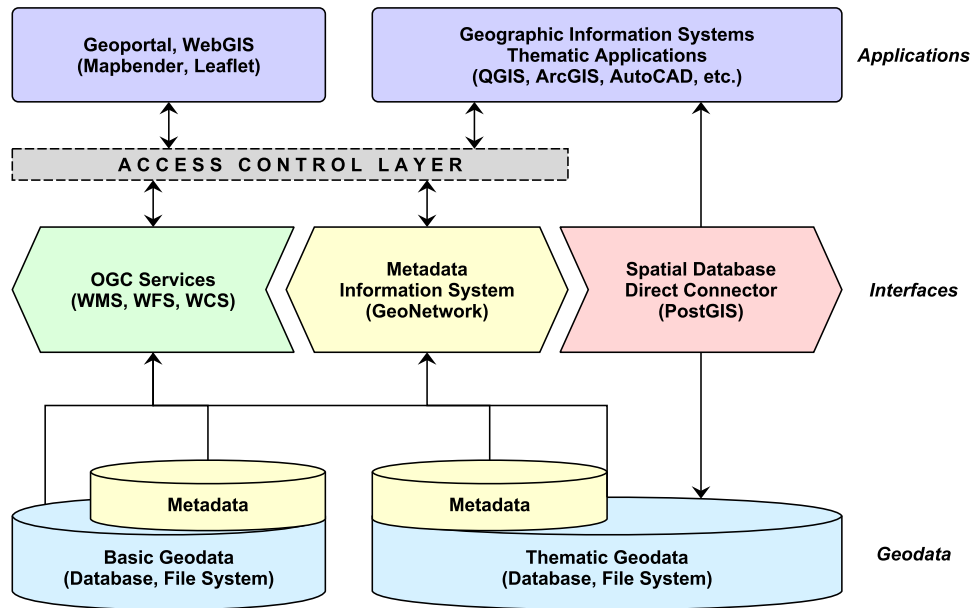 Geoportal, WebGIS
(Mapbender, Leaflet)
Geographic Information Systems
Thematic Applications
(QGIS, ArcGIS, AutoCAD, etc.)
Applications
ACCESS CONTROL LAYER
OGC Services
(WMS, WFS, WCS)
Metadata
Information System
(GeoNetwork)
Spatial Database
Direct Connector
(PostGIS)
Interfaces
Metadata
Basic Geodata
(Database, File System)
Metadata
Thematic Geodata
(Database, File System)
Geodata